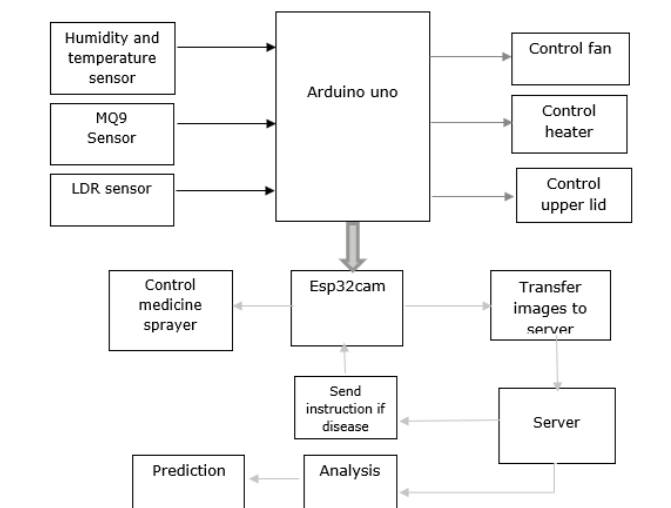 Humidity and
temperature
sensor
MQ9
Sensor
LDR sensor
Arduino uno
Control fan
Control
heater
Control
upper lid
Control
medicine
sprayer
Esp32cam
Transfer
images to
server
Send
instruction if
disease
Server
Prediction
Analysis